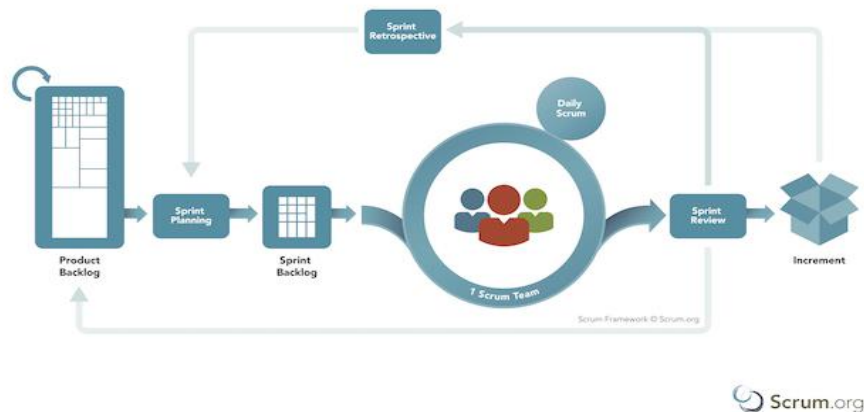 Sprint
Retrospective
Daily
Scrum
Sprint
Planning
Sprint
Review
Product
Backlog
Sprint
Backlog
1 Scrum Team
Increment
Scrum Framework © Scrum.org
Scrum.org